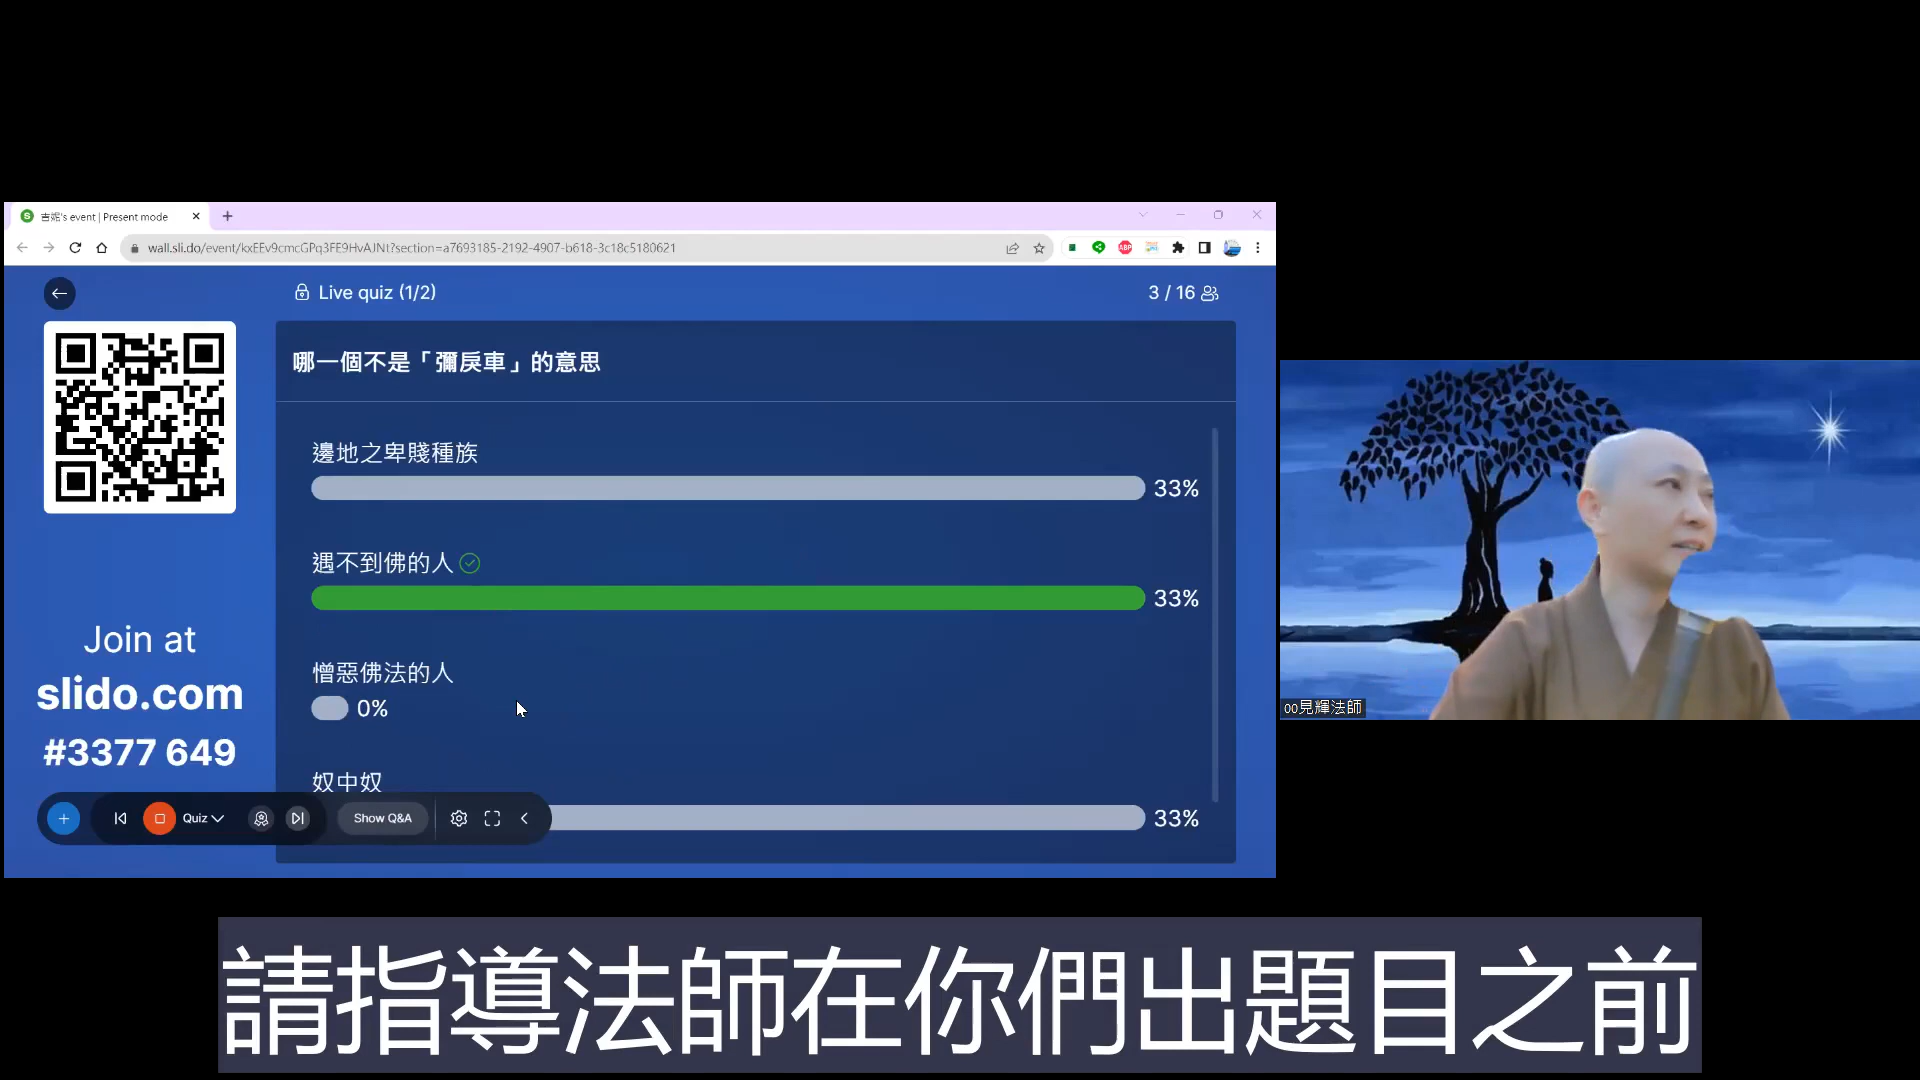 吉妮's event | Present mode
wall.sli.do/event/kxEEv9cmcGPq3FE9HvAJNt?section=a7693185-2192-4907-b618-3c18c5180621
ABP
Live quiz (1/2)
3 / 16
哪一個不是「彌戾車」的意思
邊地之卑賤種族
33%
遇不到佛的人
33%
憎惡佛法的人
0%
奴中奴
33%
Join at
slido.com
#3377 649
Quiz
Show Q&A
00見輝法師
請指導法師在你們出題目之前